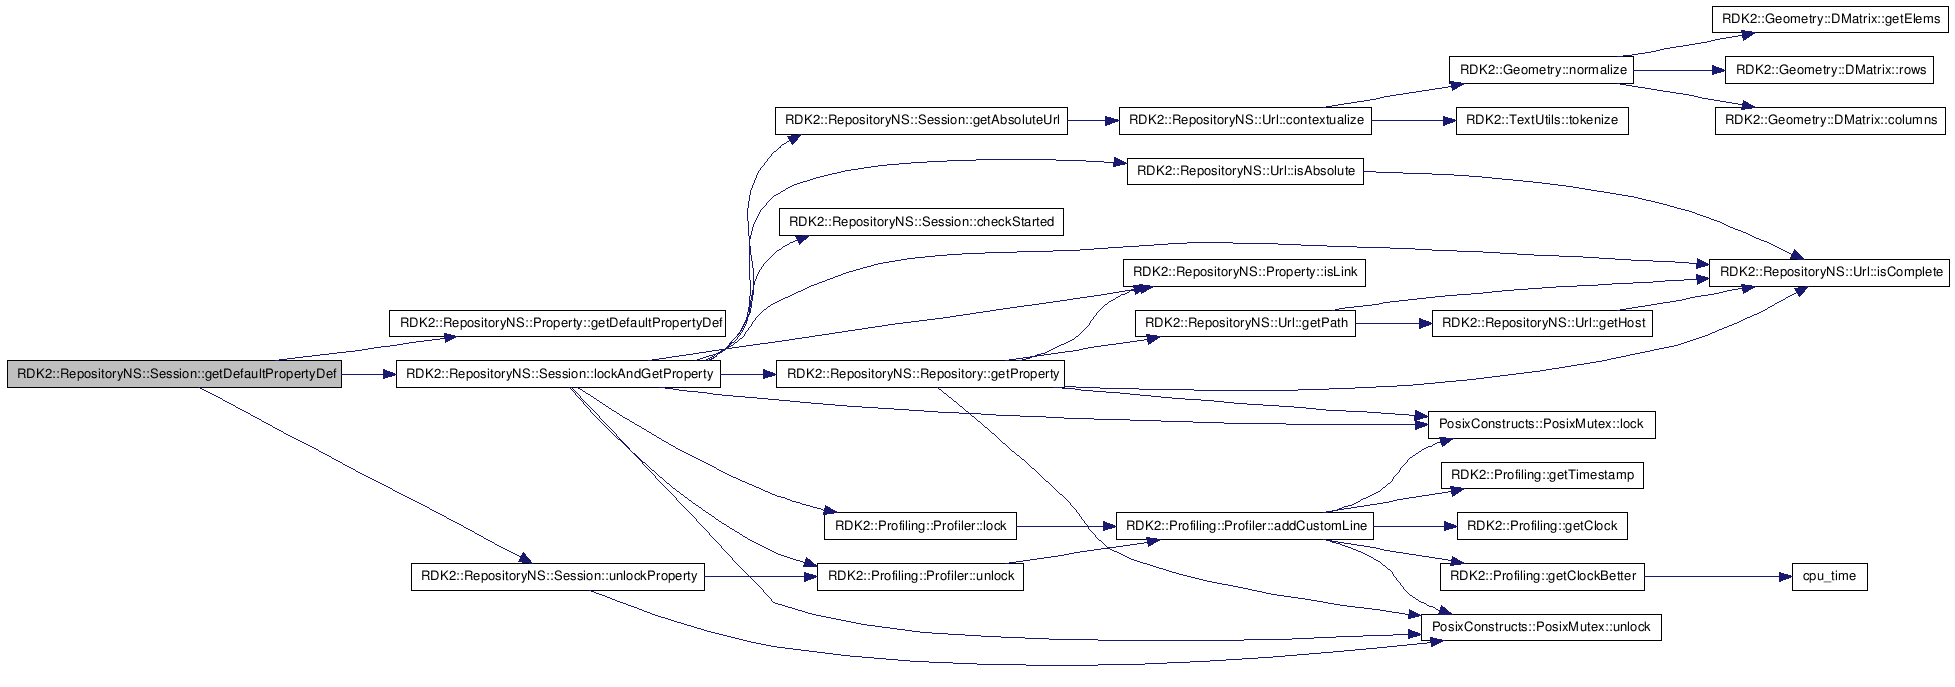 RDK2::RepositoryNS::Session::getDefaultPropertyDef
RDK2::RepositoryNS::Property::getDefaultPropertyDef
RDK2::RepositoryNS::Session::lockAndGetProperty
RDK2::RepositoryNS::Session::unlockProperty
RDK2::RepositoryNS::Session::getAbsoluteUrl
RDK2::RepositoryNS::Session::checkStarted
RDK2::RepositoryNS::Repository::getProperty
RDK2::Profiling::Profiler::lock
RDK2::Profiling::Profiler::unlock
RDK2::RepositoryNS::Url::contextualize
RDK2::RepositoryNS::Url::isAbsolute
RDK2::RepositoryNS::Property::isLink
RDK2::RepositoryNS::Url::getPath
RDK2::Profiling::Profiler::addCustomLine
RDK2::Geometry::normalize
RDK2::TextUtils::tokenize
RDK2::RepositoryNS::Url::getHost
PosixConstructs::PosixMutex::lock
RDK2::Profiling::getTimestamp
RDK2::Profiling::getClock
RDK2::Profiling::getClockBetter
PosixConstructs::PosixMutex::unlock
RDK2::Geometry::DMatrix::getElems
RDK2::Geometry::DMatrix::rows
RDK2::Geometry::DMatrix::columns
RDK2::RepositoryNS::Url::isComplete
cpu_time